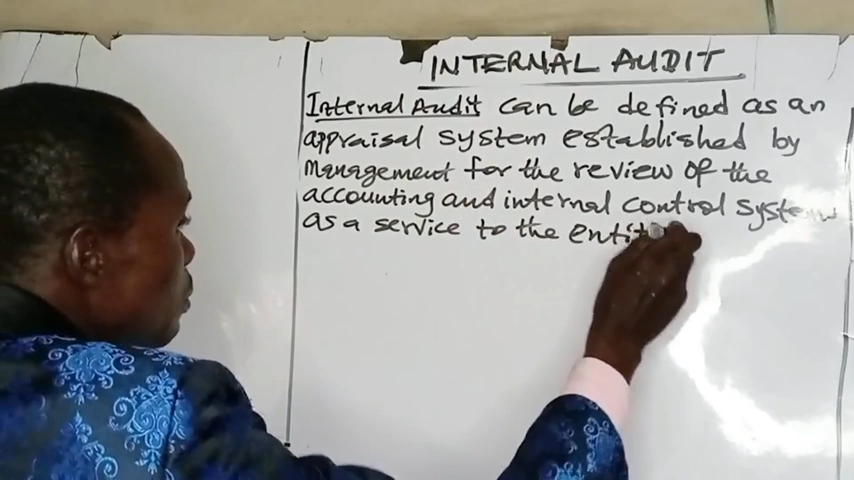 INTERNAL AUDIT
Internal Audit can be defined as an
appraisal system established by
management for the review of the
accounting and internal control systems
as a service to the entit